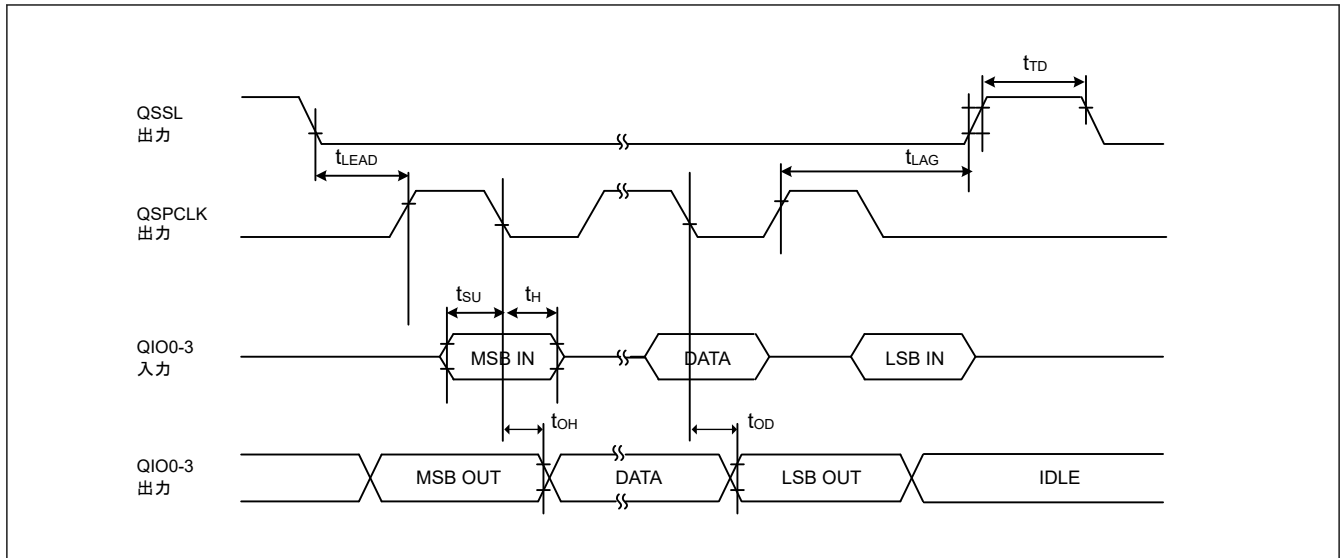 tTD
QSSL
出力
tLEAD
tLAG
QSPCLK
出力
tSU
tH
QIO0-3
入力
MSB IN
DATA
LSB IN
tOH
tOD
QIO0-3
出力
MSB OUT
DATA
LSB OUT
IDLE